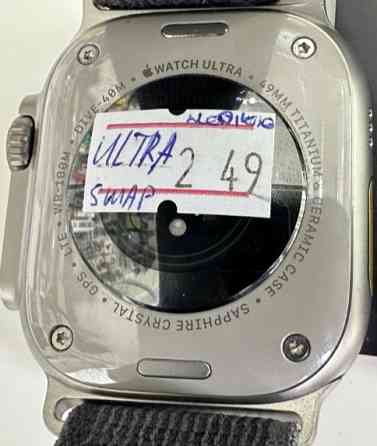 WATCH ULTRA • 49MM TITANIUM & CERAMIC CASE • SAPPHIRE CRYSTAL • GPS • LTE • WR-100M • DIVE-40M •
ULTRA 2 49
SWAP